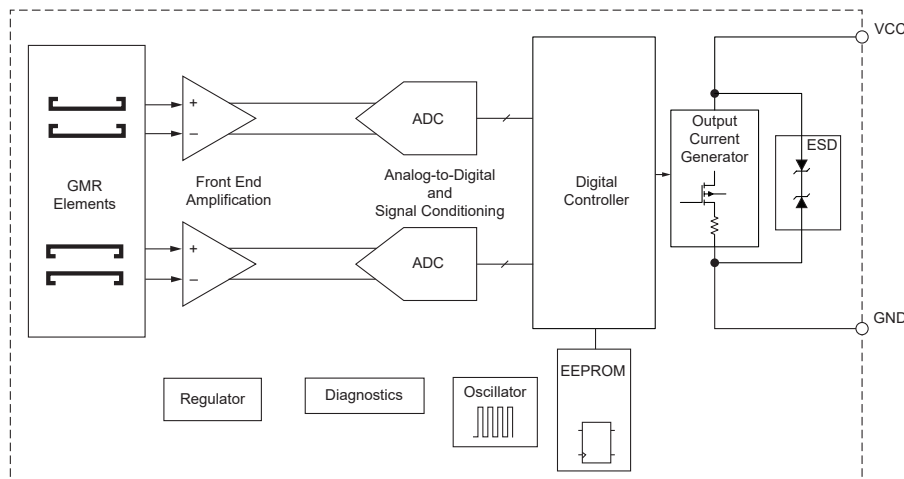 VCC
GMR
Elements
+
−
Front End
Amplification
+
−
ADC
Analog-to-Digital
and
Signal Conditioning
ADC
Digital
Controller
Output
Current
Generator
ESD
GND
Regulator
Diagnostics
Oscillator
EEPROM